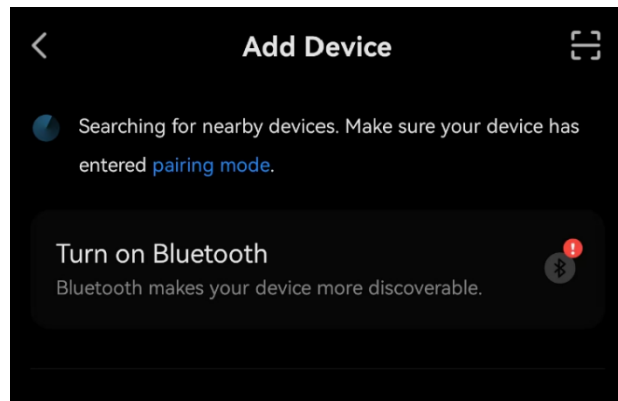 Add Device
Searching for nearby devices. Make sure your device has
entered pairing mode.
Turn on Bluetooth
Bluetooth makes your device more discoverable.